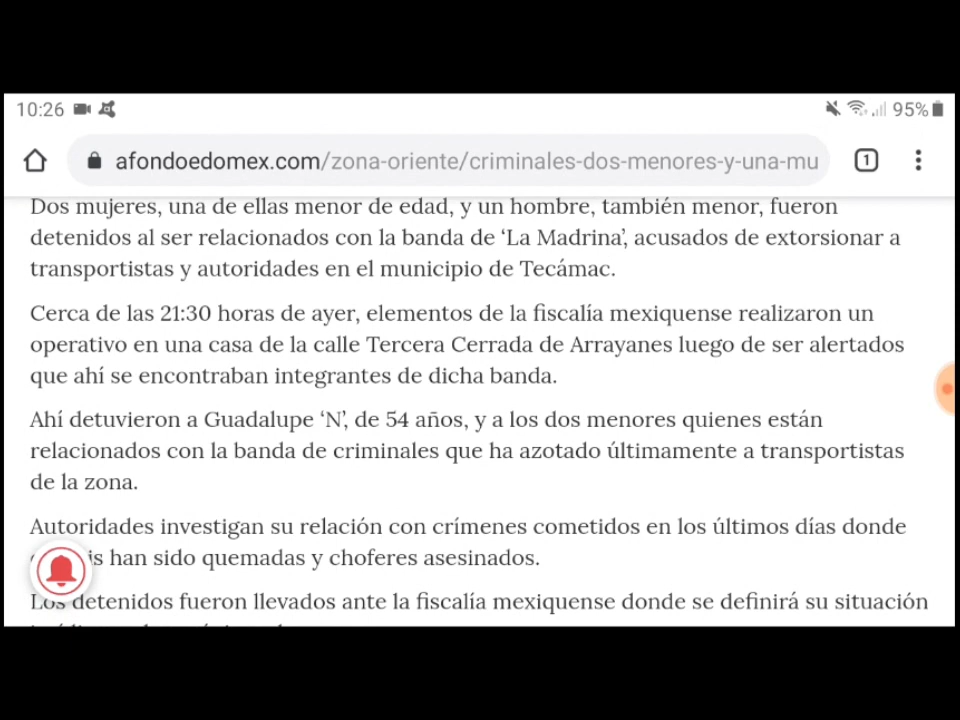 10:26
95%
afondoedomex.com/zona-oriente/criminales-dos-menores-y-una-mu
1
Dos mujeres, una de ellas menor de edad, y un hombre, también menor, fueron
detenidos al ser relacionados con la banda de ‘La Madrina’, acusados de extorsionar a
transportistas y autoridades en el municipio de Tecámac.
Cerca de las 21:30 horas de ayer, elementos de la fiscalía mexiquense realizaron un
operativo en una casa de la calle Tercera Cerrada de Arrayanes luego de ser alertados
que ahí se encontraban integrantes de dicha banda.
Ahí detuvieron a Guadalupe ‘N’, de 54 años, y a los dos menores quienes están
relacionados con la banda de criminales que ha azotado últimamente a transportistas
de la zona.
Autoridades investigan su relación con crímenes cometidos en los últimos días donde
han sido quemadas y choferes asesinados.
Los detenidos fueron llevados ante la fiscalía mexiquense donde se definirá su situación